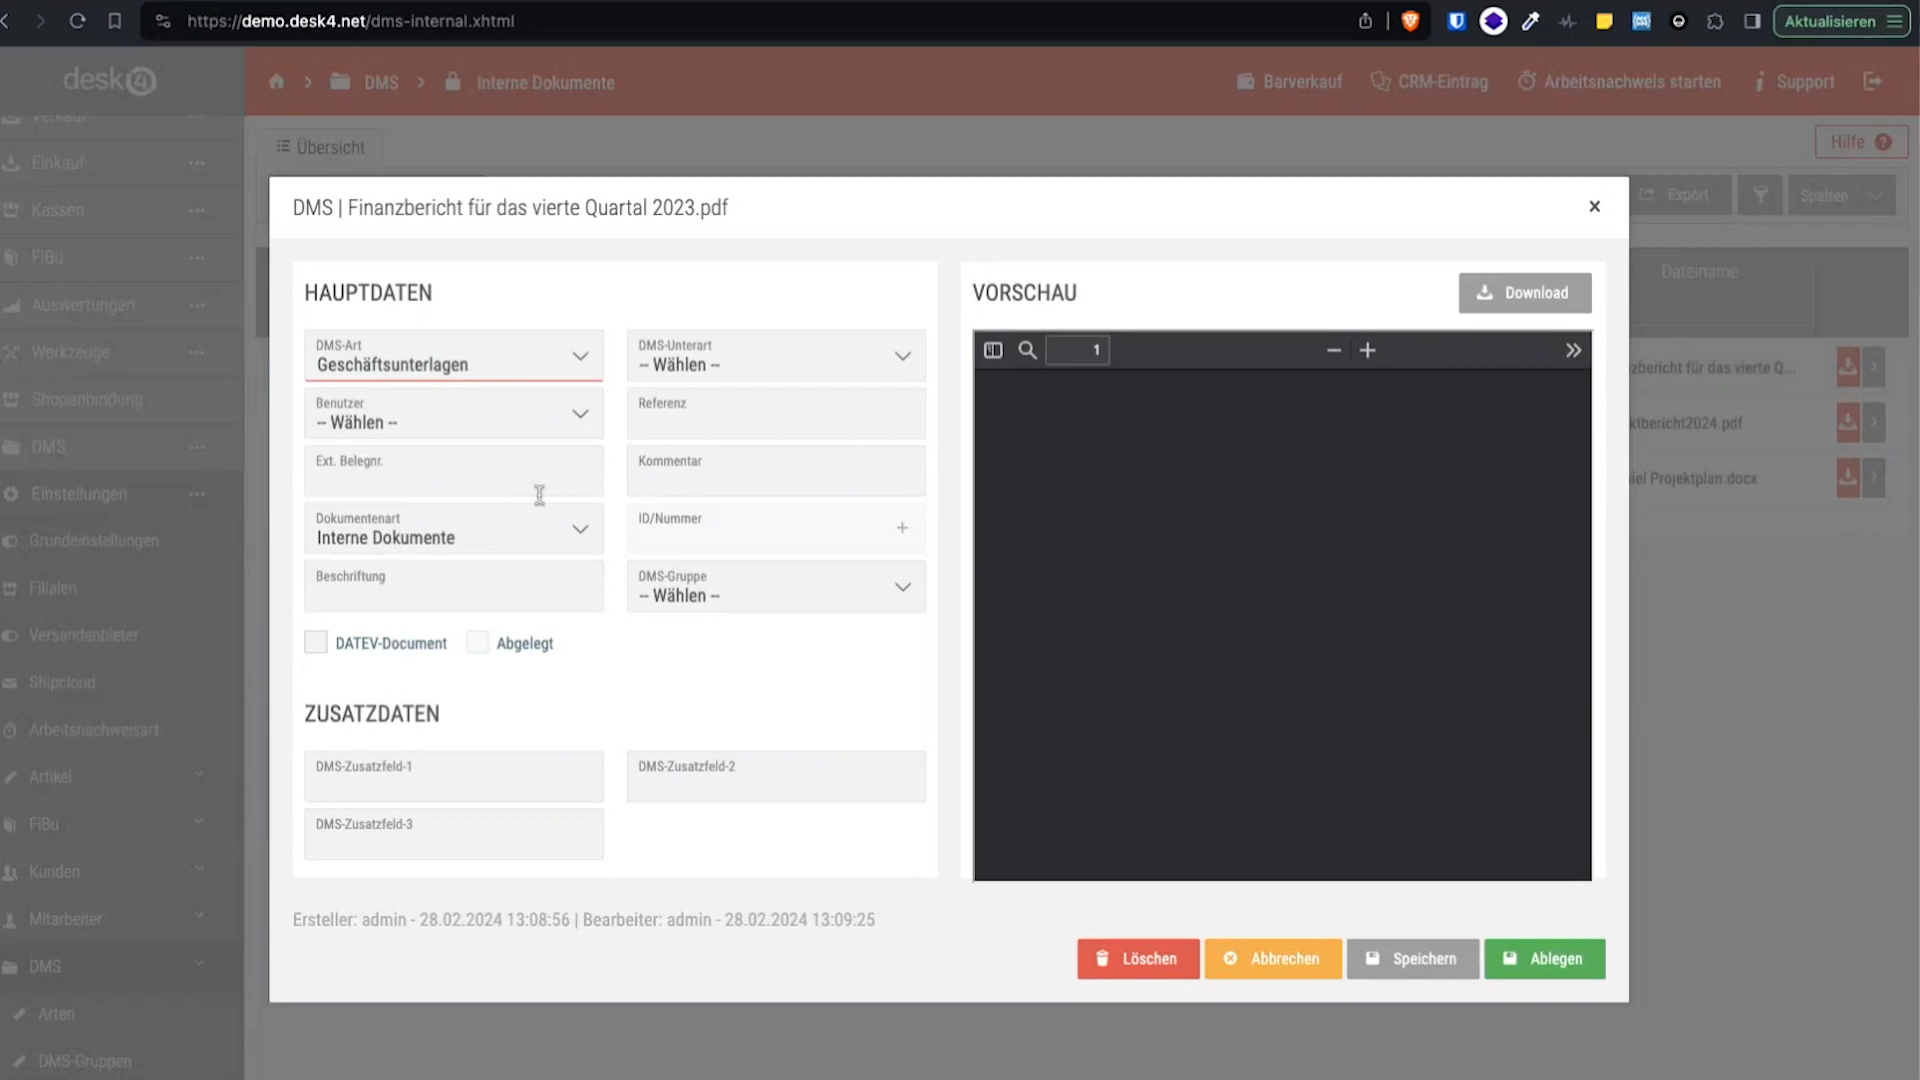 https://demo.desk4.net/dms-internal.xhtml
Aktualisieren
desk4
DMS
Interne Dokumente
Barverkauf
CRM-Eintrag
Arbeitsnachweis starten
Support
Verkauf
Einkauf
Kassen
FiBu
Auswertungen
Werkzeuge
Shopanbindung
DMS
Einstellungen
Grundeinstellungen
Filialen
Versandanbieter
Shipcloud
Arbeitsnachweisart
Artikel
FiBu
Kunden
Mitarbeiter
DMS
Arten
DMS-Gruppen
Übersicht
Hilfe ?
Export
Spalten
Dateiname
zbericht für das vierte Q...
ktbericht2024.pdf
iel Projektplan.docx
DMS | Finanzbericht für das vierte Quartal 2023.pdf
HAUPTDATEN
DMS-Art
Geschäftsunterlagen
DMS-Unterart
-- Wählen --
Benutzer
-- Wählen --
Referenz
Ext. Belegnr.
Kommentar
Dokumentenart
Interne Dokumente
ID/Nummer
Beschriftung
DMS-Gruppe
-- Wählen --
DATEV-Document
Abgelegt
ZUSATZDATEN
DMS-Zusatzfeld-1
DMS-Zusatzfeld-2
DMS-Zusatzfeld-3
VORSCHAU
Download
1
Ersteller: admin - 28.02.2024 13:08:56 | Bearbeiter: admin - 28.02.2024 13:09:25
Löschen
Abbrechen
Speichern
Ablegen